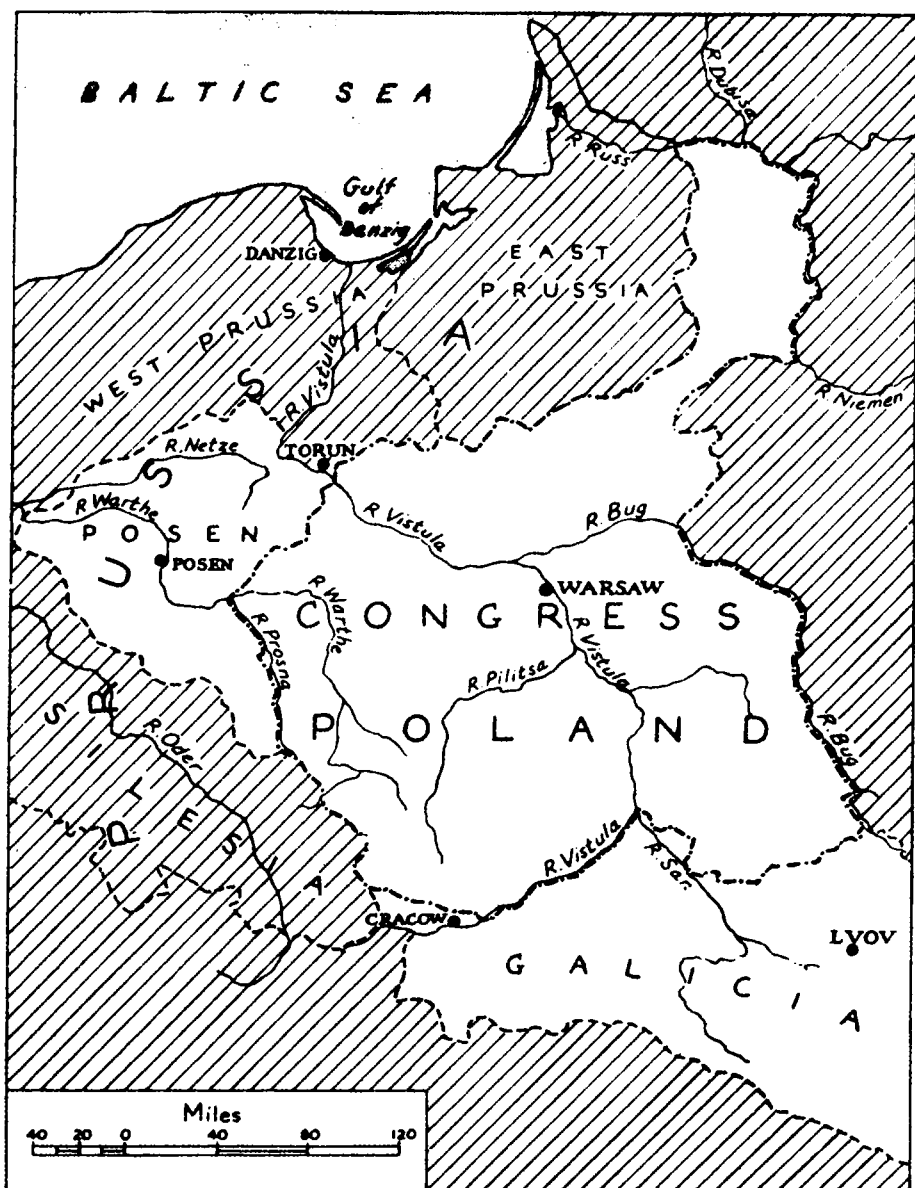 BALTIC SEA
R. Dubisa
R. Russ
Gulf
of
Danzig
DANZIG
EAST
PRUSSIA
WEST PRUSSIA
PRUSSIA
R. Vistula
R. Niemen
R. Netze
TORUN
R. Warthe
POSEN
POSEN
R. Vistula
R. Bug
WARSAW
CONGRESS
POLAND
R. Warthe
R. Prosna
R. Vistula
R. Pilitsa
R. Bug
SILESIA
R. Oder
R. Vistula
R. San
CRACOW
LVOV
GALICIA
Miles
40 0 40 80 120